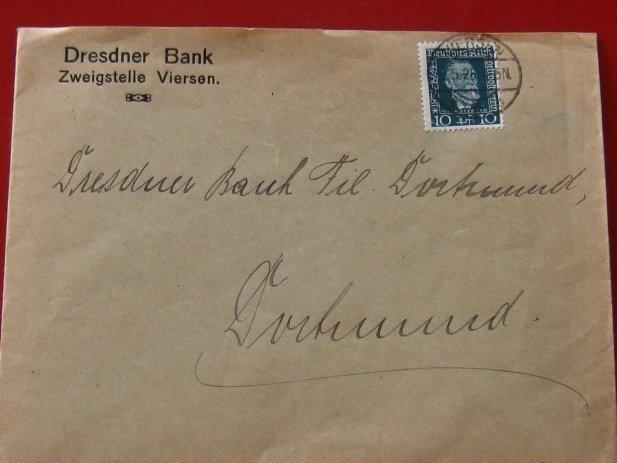 Dresdner Bank
Zweigstelle Viersen.
Deutsches Reich
10 10
Dresdner Bank Fil. Dortmund,
Dortmund.